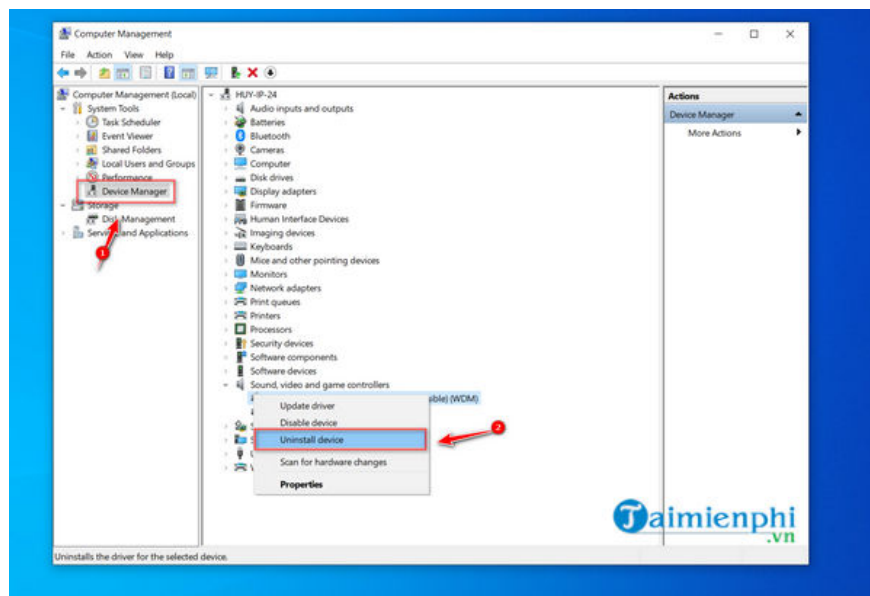 Computer Management
File Action View Help
Computer Management (Local)
System Tools
Task Scheduler
Event Viewer
Shared Folders
Local Users and Groups
Performance
Device Manager
Storage
Disk Management
Services and Applications
1
HUY-IP-24
Audio inputs and outputs
Batteries
Bluetooth
Cameras
Computer
Disk drives
Display adapters
Firmware
Human Interface Devices
Imaging devices
Keyboards
Mice and other pointing devices
Monitors
Network adapters
Print queues
Printers
Processors
Security devices
Software components
Software devices
Sound, video and game controllers
(WDM)
Update driver
Disable device
Uninstall device
2
Scan for hardware changes
Properties
Actions
Device Manager
More Actions
Taimienphi
.vn
Uninstalls the driver for the selected device.